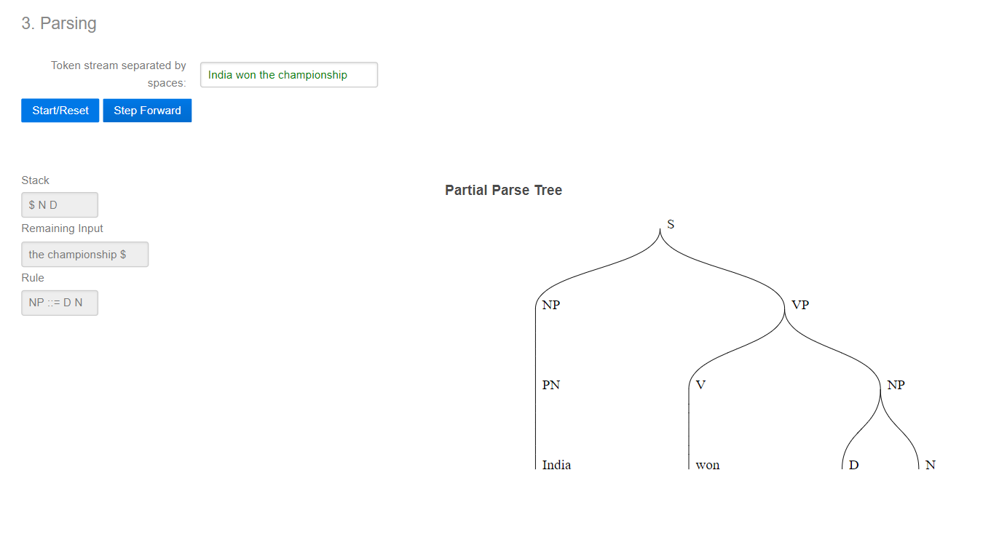 3. Parsing
Token stream separated by
spaces:
India won the championship
Start/Reset
Step Forward
Stack
$ N D
Remaining Input
the championship $
Rule
NP ::= D N
Partial Parse Tree
S
NP
VP
PN
V
NP
India
won
D
N